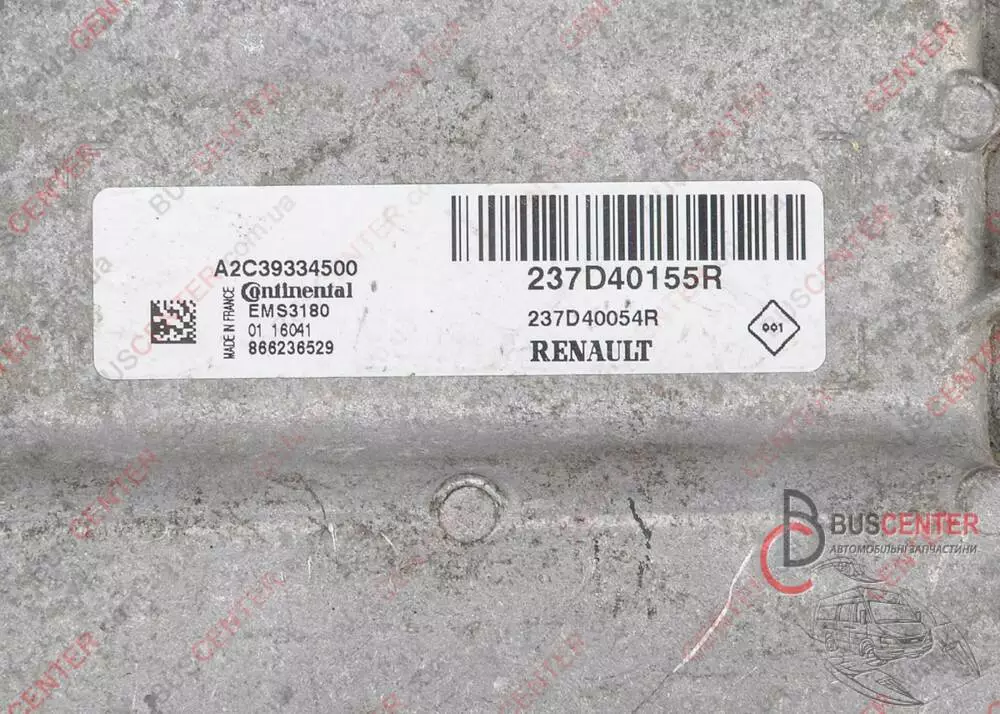 A2C39334500
Continental
EMS3180
01 16041
866236529
MADE IN FRANCE
237D40155R
237D40054R
RENAULT
001
BUSCENTER
АВТОМОБІЛЬНІ ЗАПЧАСТИНИ